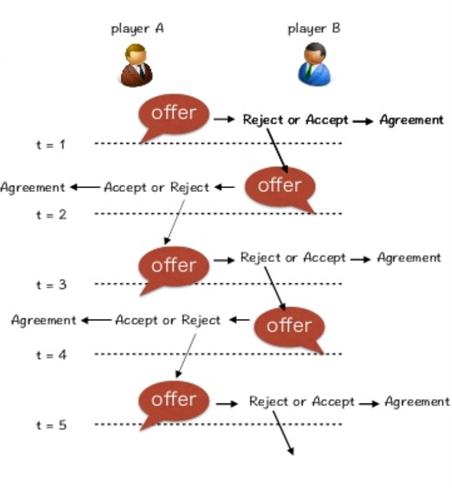 player A player B
offer Reject or Accept Agreement
t = 1
Agreement Accept or Reject offer
t = 2
offer Reject or Accept Agreement
t = 3
Agreement Accept or Reject offer
t = 4
offer Reject or Accept Agreement
t = 5